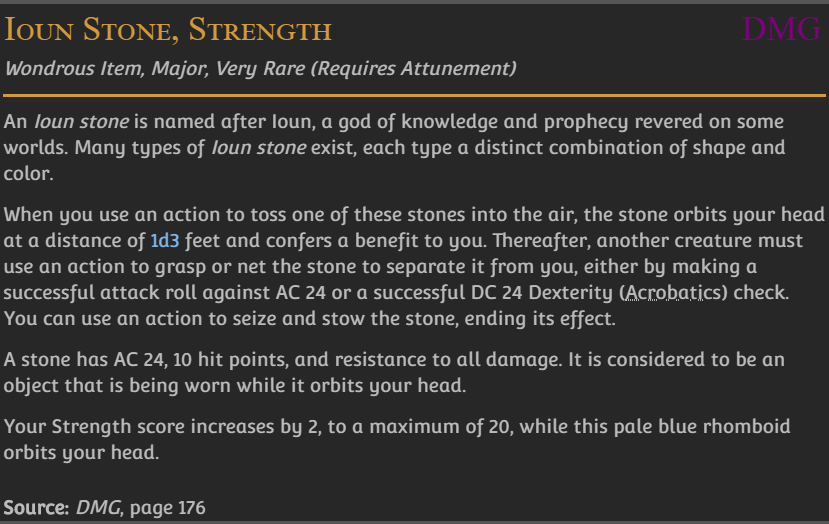 Ioun Stone, Strength DMG
Wondrous Item, Major, Very Rare (Requires Attunement)
An Ioun stone is named after Ioun, a god of knowledge and prophecy revered on some
worlds. Many types of Ioun stone exist, each type a distinct combination of shape and
color.
When you use an action to toss one of these stones into the air, the stone orbits your head
at a distance of 1d3 feet and confers a benefit to you. Thereafter, another creature must
use an action to grasp or net the stone to separate it from you, either by making a
successful attack roll against AC 24 or a successful DC 24 Dexterity (Acrobatics) check.
You can use an action to seize and stow the stone, ending its effect.
A stone has AC 24, 10 hit points, and resistance to all damage. It is considered to be an
object that is being worn while it orbits your head.
Your Strength score increases by 2, to a maximum of 20, while this pale blue rhomboid
orbits your head.
Source: DMG, page 176